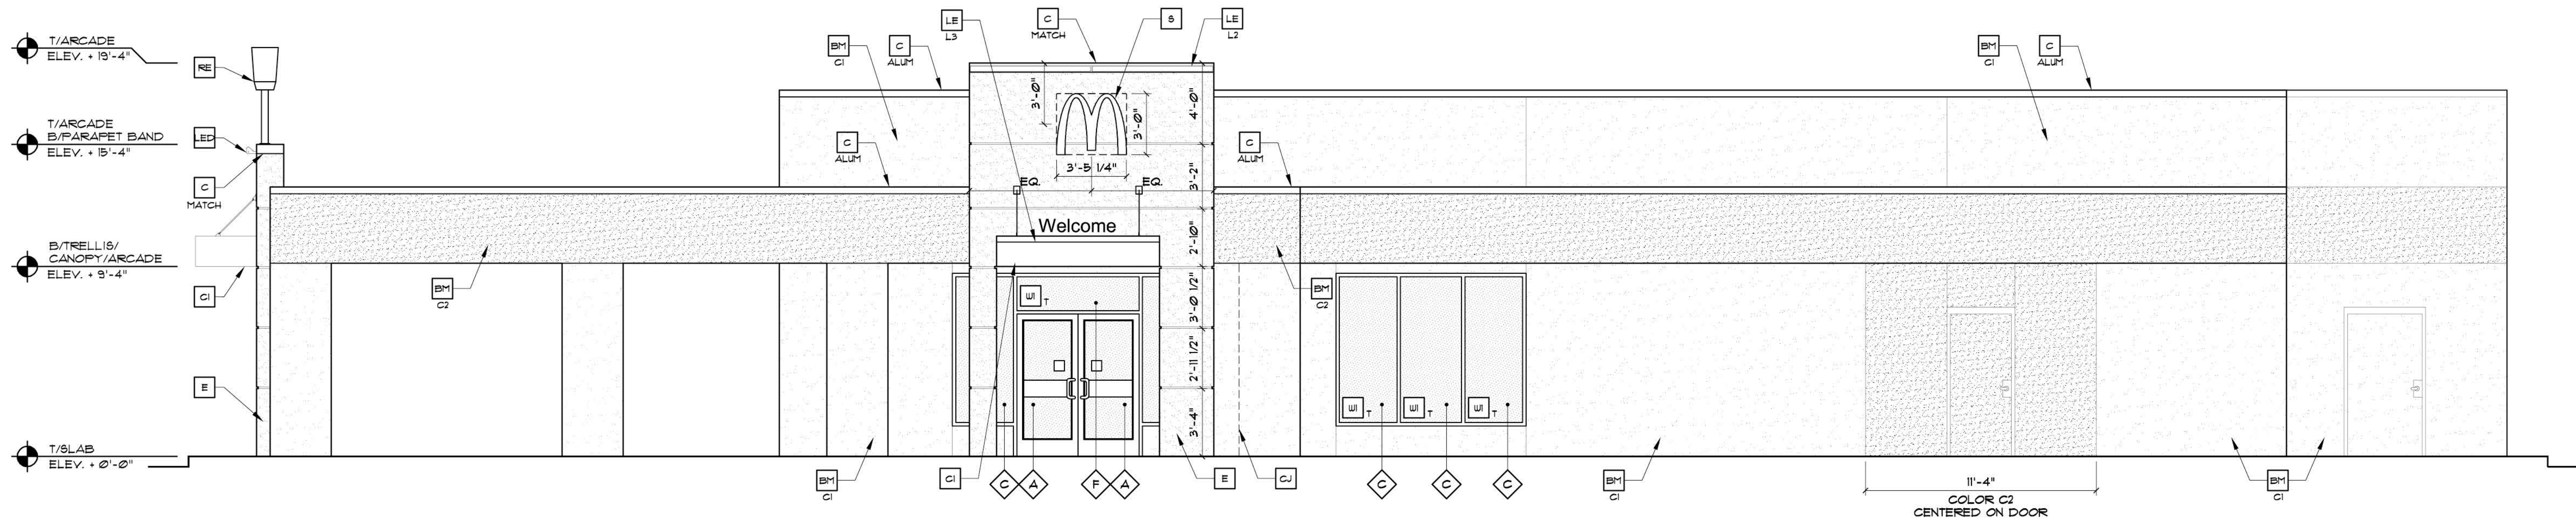 T/ARCADE
ELEV. + 19'-4"
T/ARCADE
B/PARAPET BAND
ELEV. + 15'-4"
B/TRELLIS/
CANOPY/ARCADE
ELEV. + 9'-4"
T/SLAB
ELEV. + 0'-0"
RE
LED
C
MATCH
C1
E
BM
C2
BM
C1
C
ALUM
C
ALUM
BM
C1
LE
L3
C
MATCH
S
LE
L2
3'-0"
3'-0"
3'-5 1/4"
EQ.
EQ.
Welcome
4'-0"
3'-2"
2'-10"
3'-0 1/2"
2'-11 1/2"
3'-4"
WI T
C1
C
A
F
A
E
CJ
C
ALUM
BM
C2
WI T
WI T
WI T
C
C
C
BM
C1
BM
C1
C
ALUM
11'-4"
COLOR C2
CENTERED ON DOOR
BM
C1